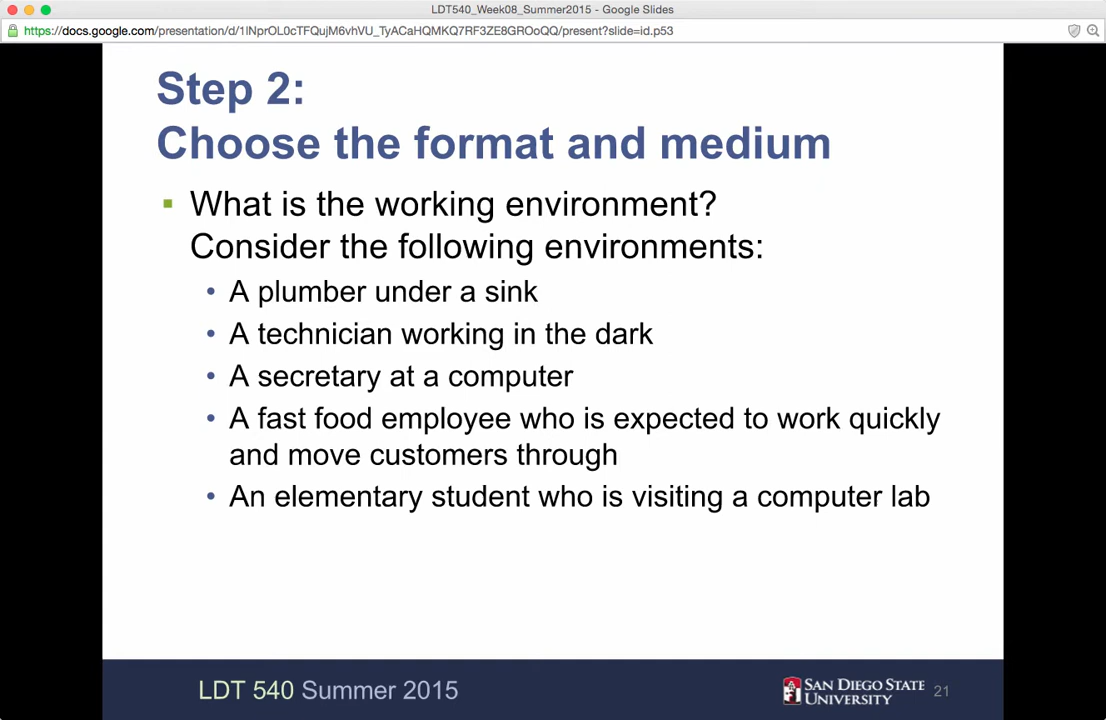 LDT540_Week08_Summer2015 - Google Slides
https://docs.google.com/presentation/d/1lNprOL0cTFQujM6vhVU_TyACaHQMKQ7RF3ZE8GROoQQ/present?slide=id.p53
Step 2:
Choose the format and medium
What is the working environment?
Consider the following environments:
• A plumber under a sink
• A technician working in the dark
• A secretary at a computer
• A fast food employee who is expected to work quickly
and move customers through
• An elementary student who is visiting a computer lab
LDT 540 Summer 2015
SAN DIEGO STATE
UNIVERSITY
21